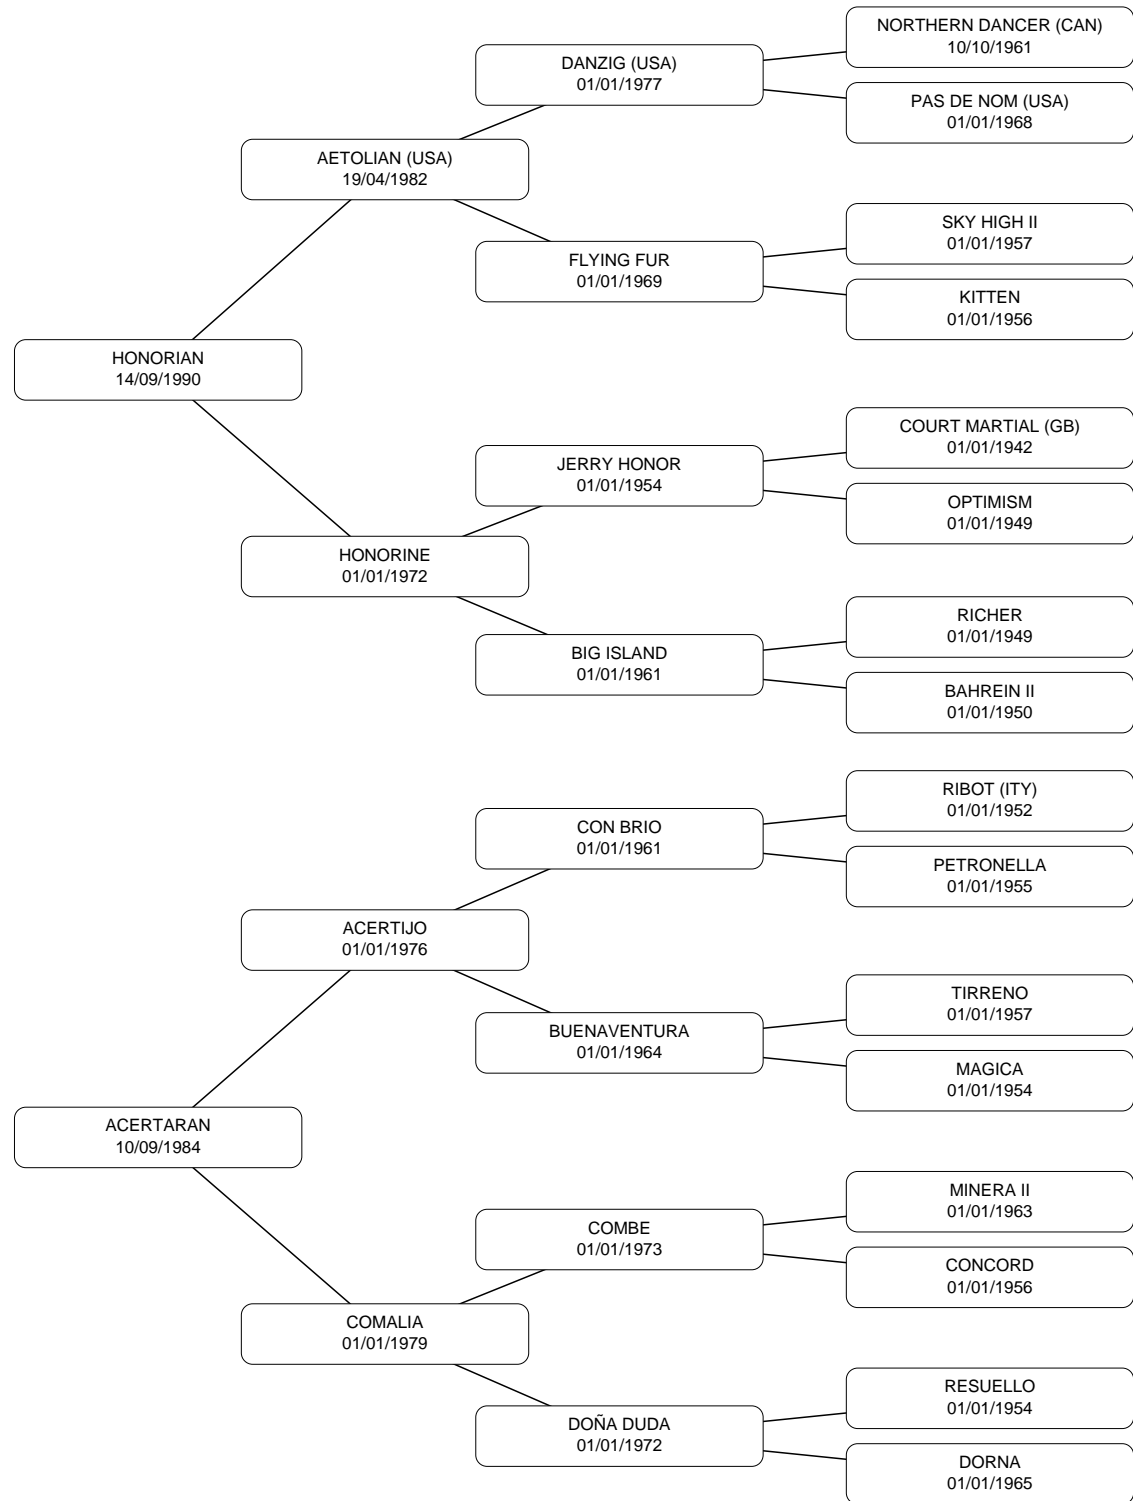 NORTHERN DANCER (CAN)
10/10/1961
DANZIG (USA)
01/01/1977
PAS DE NOM (USA)
01/01/1968
AETOLIAN (USA)
19/04/1982
SKY HIGH II
01/01/1957
FLYING FUR
01/01/1969
KITTEN
01/01/1956
HONORIAN
14/09/1990
COURT MARTIAL (GB)
01/01/1942
JERRY HONOR
01/01/1954
OPTIMISM
01/01/1949
HONORINE
01/01/1972
RICHER
01/01/1949
BIG ISLAND
01/01/1961
BAHREIN II
01/01/1950
RIBOT (ITY)
01/01/1952
CON BRIO
01/01/1961
PETRONELLA
01/01/1955
ACERTIJO
01/01/1976
TIRRENO
01/01/1957
BUENAVENTURA
01/01/1964
MAGICA
01/01/1954
ACERTARAN
10/09/1984
MINERA II
01/01/1963
COMBE
01/01/1973
CONCORD
01/01/1956
COMALIA
01/01/1979
RESUELLO
01/01/1954
DOÑA DUDA
01/01/1972
DORNA
01/01/1965